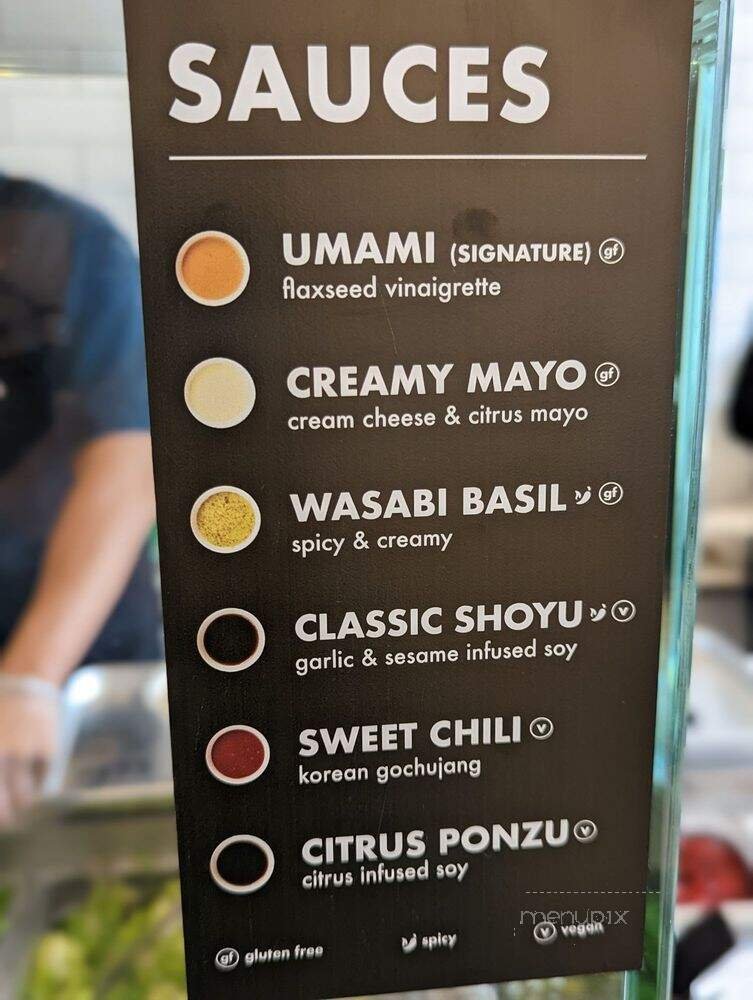 SAUCES
UMAMI (SIGNATURE) gf
flaxseed vinaigrette
CREAMY MAYO gf
cream cheese & citrus mayo
WASABI BASIL gf
spicy & creamy
CLASSIC SHOYU v
garlic & sesame infused soy
SWEET CHILI v
korean gochujang
CITRUS PONZU v
citrus infused soy
menupix
gf gluten free spicy v vegan